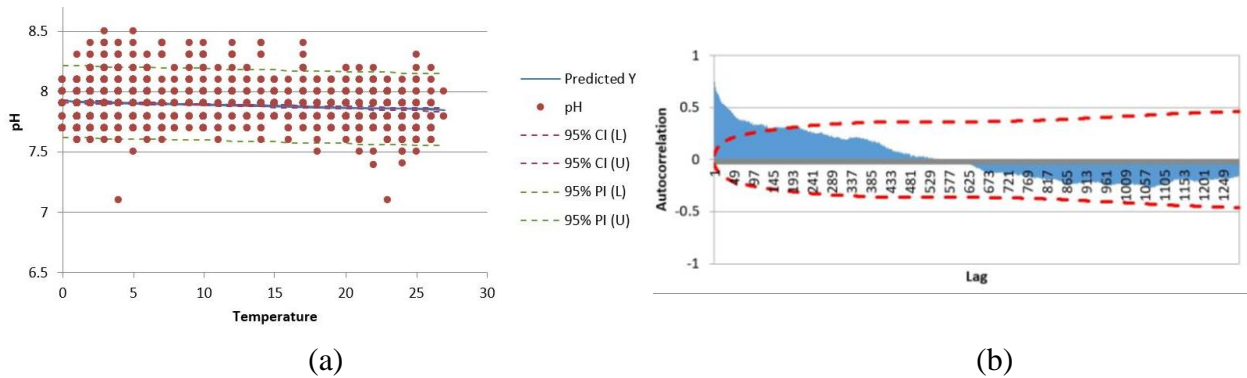 8.5
8
7.5
7
6.5
pH
0 5 10 15 20 25 30
Temperature
Predicted Y
pH
95% CI (L)
95% CI (U)
95% PI (L)
95% PI (U)
(a)
1
0.5
0
-0.5
-1
Autocorrelation
1 49 97 145 193 241 289 337 385 433 481 529 577 625 673 721 769 817 865 913 961 1009 1057 1105 1153 1201 1249
Lag
(b)